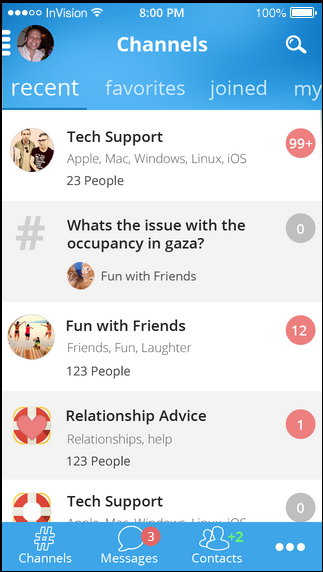 InVision 8:00 PM 100%
Channels
recent favorites joined my
Tech Support
Apple, Mac, Windows, Linux, iOS
23 People
99+
# Whats the issue with the
occupancy in gaza?
0
Fun with Friends
Fun with Friends
Friends, Fun, Laughter
123 People
12
Relationship Advice
Relationships, help
123 People
1
Tech Support
Apple, Mac, Windows, Linux, iOS
0
# 3 +2
Channels Messages Contacts